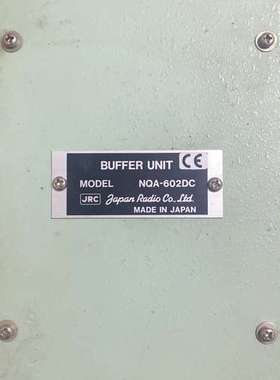 BUFFER UNIT CE
MODEL NQA-602DC
JRC Japan Radio Co., Ltd.
MADE IN JAPAN